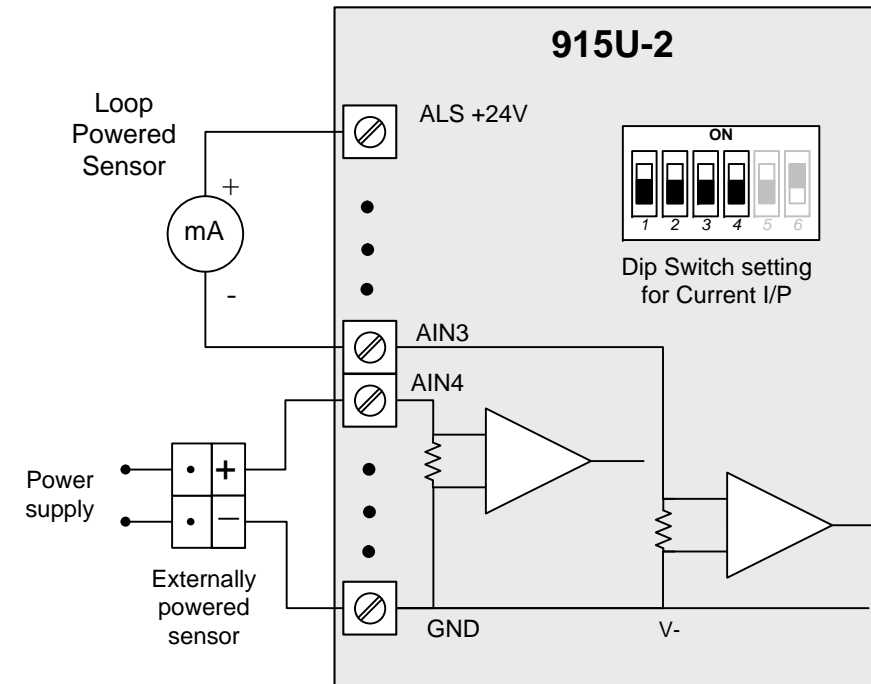 915U-2
Loop
Powered
Sensor
ALS +24V
ON
1 2 3 4 5 6
Dip Switch setting
for Current I/P
+
mA
-
AIN3
AIN4
Power
supply
+
−
Externally
powered
sensor
GND
V-